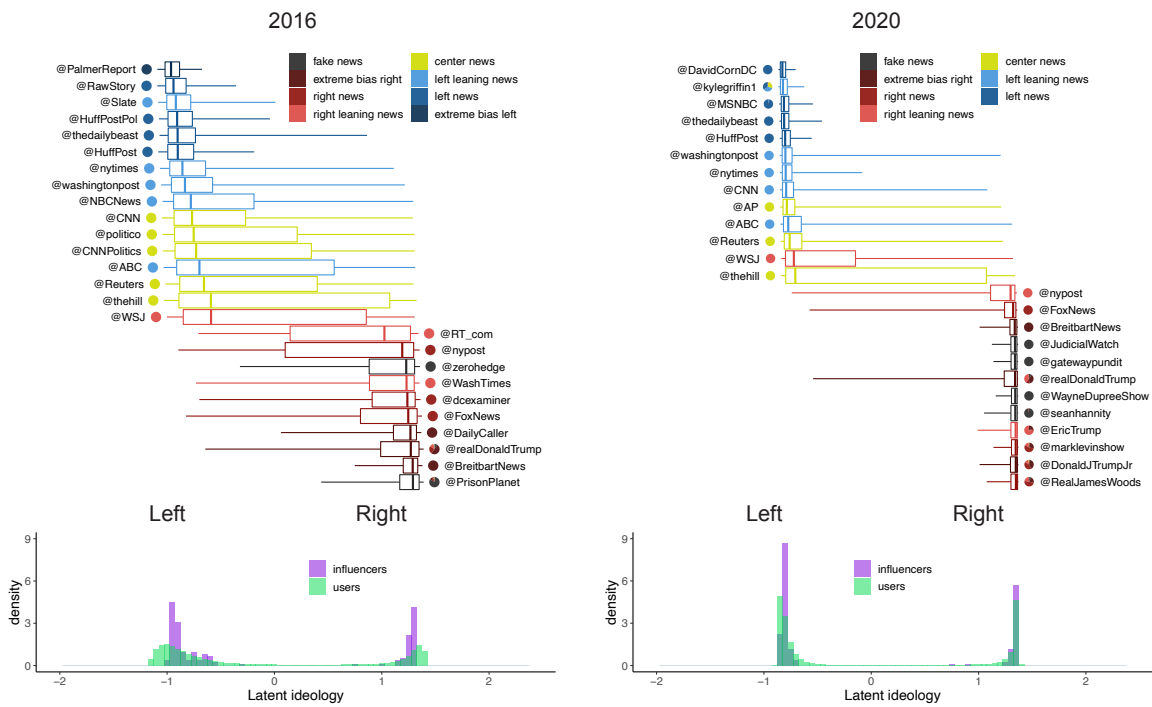 2016
fake news
extreme bias right
right news
right leaning news
center news
left leaning news
left news
extreme bias left
@PalmerReport
@RawStory
@Slate
@HuffPostPol
@thedailybeast
@HuffPost
@nytimes
@washingtonpost
@NBCNews
@CNN
@politico
@CNNPolitics
@ABC
@Reuters
@thehill
@WSJ
@RT_com
@nypost
@zerohedge
@WashTimes
@dcexaminer
@FoxNews
@DailyCaller
@realDonaldTrump
@BreitbartNews
@PrisonPlanet
Left
Right
influencers
users
density
9
6
3
0
−2
−1
0
1
2
Latent ideology
2020
fake news
extreme bias right
right news
right leaning news
center news
left leaning news
left news
@DavidCornDC
@kylegriffin1
@MSNBC
@thedailybeast
@HuffPost
@washingtonpost
@nytimes
@CNN
@AP
@ABC
@Reuters
@WSJ
@thehill
@nypost
@FoxNews
@BreitbartNews
@JudicialWatch
@gatewaypundit
@realDonaldTrump
@WayneDupreeShow
@seanhannity
@EricTrump
@marklevinshow
@DonaldJTrumpJr
@RealJamesWoods
Left
Right
influencers
users
density
9
6
3
0
−2
−1
0
1
2
Latent ideology